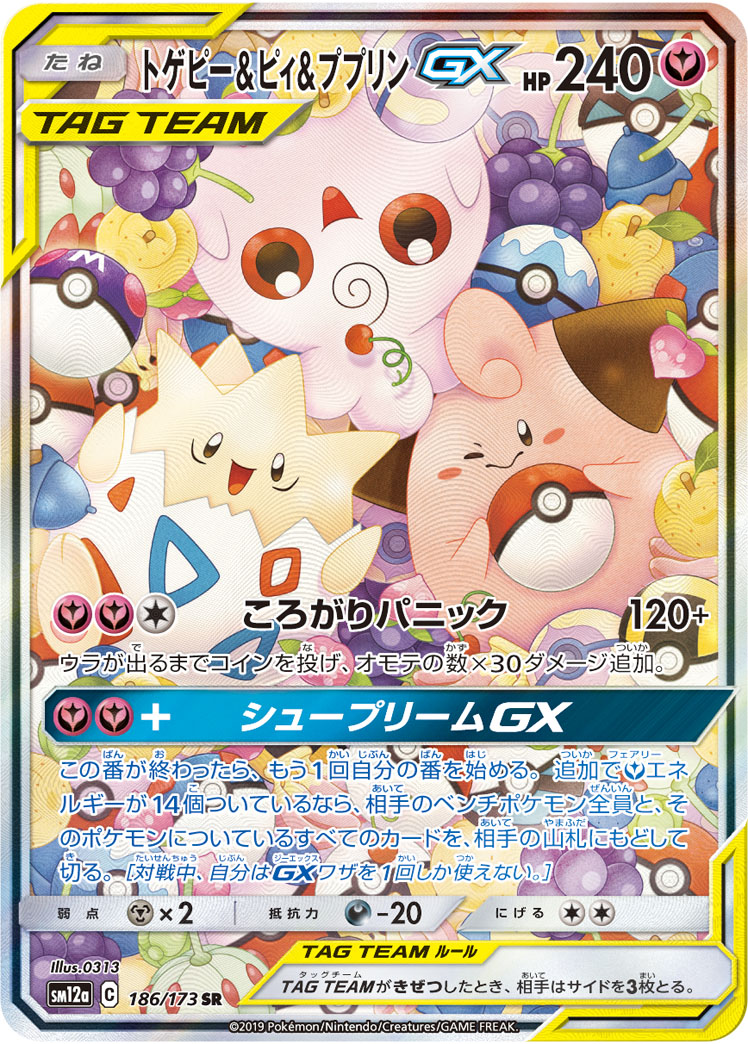 たね
トゲピー&ピィ&ププリンGX HP240
TAG TEAM
M
ころがりパニック 120+
ウラが出るまでコインを投げ、オモテの数×30ダメージ追加。
+ シュープリームGX
この番が終わったら、もう1回自分の番を始める。追加でエネ
ルギーが14個ついているなら、相手のベンチポケモン全員と、そ
のポケモンについているすべてのカードを、相手の山札にもどして
切る。[対戦中、自分はGXワザを1回しか使えない。]
弱点 ×2 抵抗力 -20 にげる
TAG TEAM ルール
TAG TEAMがきぜつしたとき、相手はサイドを3枚とる。
Illus.0313
sm12a C 186/173 SR
©2019 Pokémon/Nintendo/Creatures/GAME FREAK.